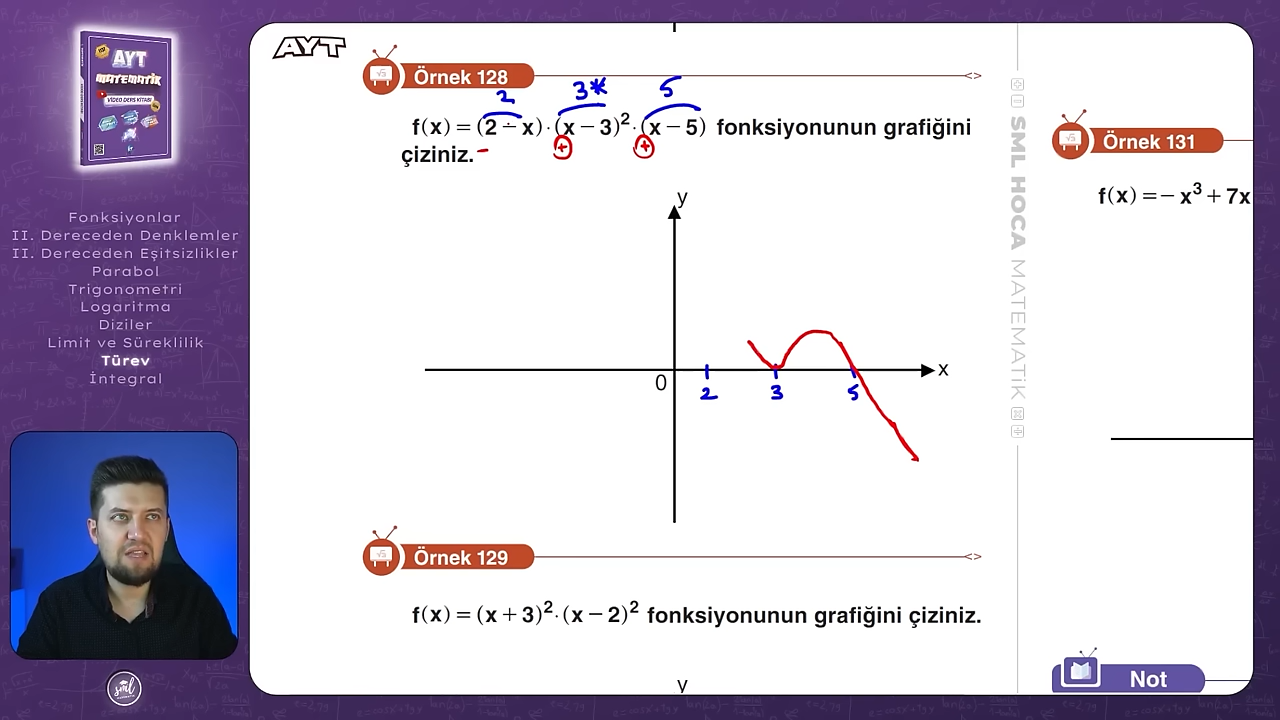 AYT
MATEMATİK
VİDEO DERS KİTABI
Fonksiyonlar
II. Dereceden Denklemler
II. Dereceden Eşitsizlikler
Parabol
Trigonometri
Logaritma
Diziler
Limit ve Süreklilik
Türev
İntegral
sml
AYT
Örnek 128
2 3* 5
f(x) = (2 − x)·(x − 3)²·(x − 5) fonksiyonunun grafiğini
çiziniz. − + +
y
0 x
2 3 5
Örnek 129
f(x) = (x + 3)²·(x − 2)² fonksiyonunun grafiğini çiziniz.
y
SML HOCA MATEMATİK
Örnek 131
f(x) = − x³ + 7x
Not